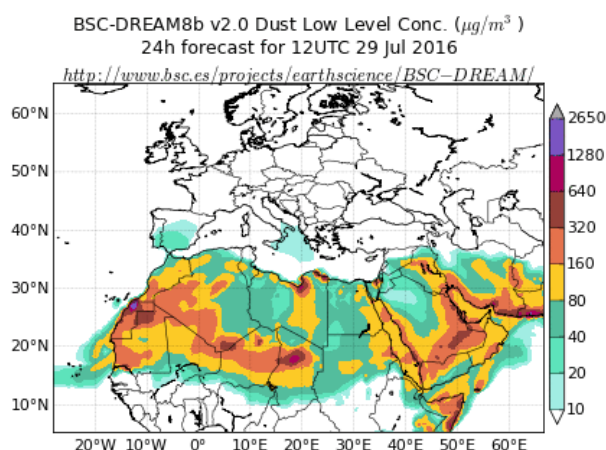 BSC-DREAM8b v2.0 Dust Low Level Conc. (μg/m³ )
24h forecast for 12UTC 29 Jul 2016
http://www.bsc.es/projects/earthscience/BSC−DREAM/
60°N
50°N
40°N
30°N
20°N
10°N
20°W 10°W 0° 10°E 20°E 30°E 40°E 50°E 60°E
2650
1280
640
320
160
80
40
20
10